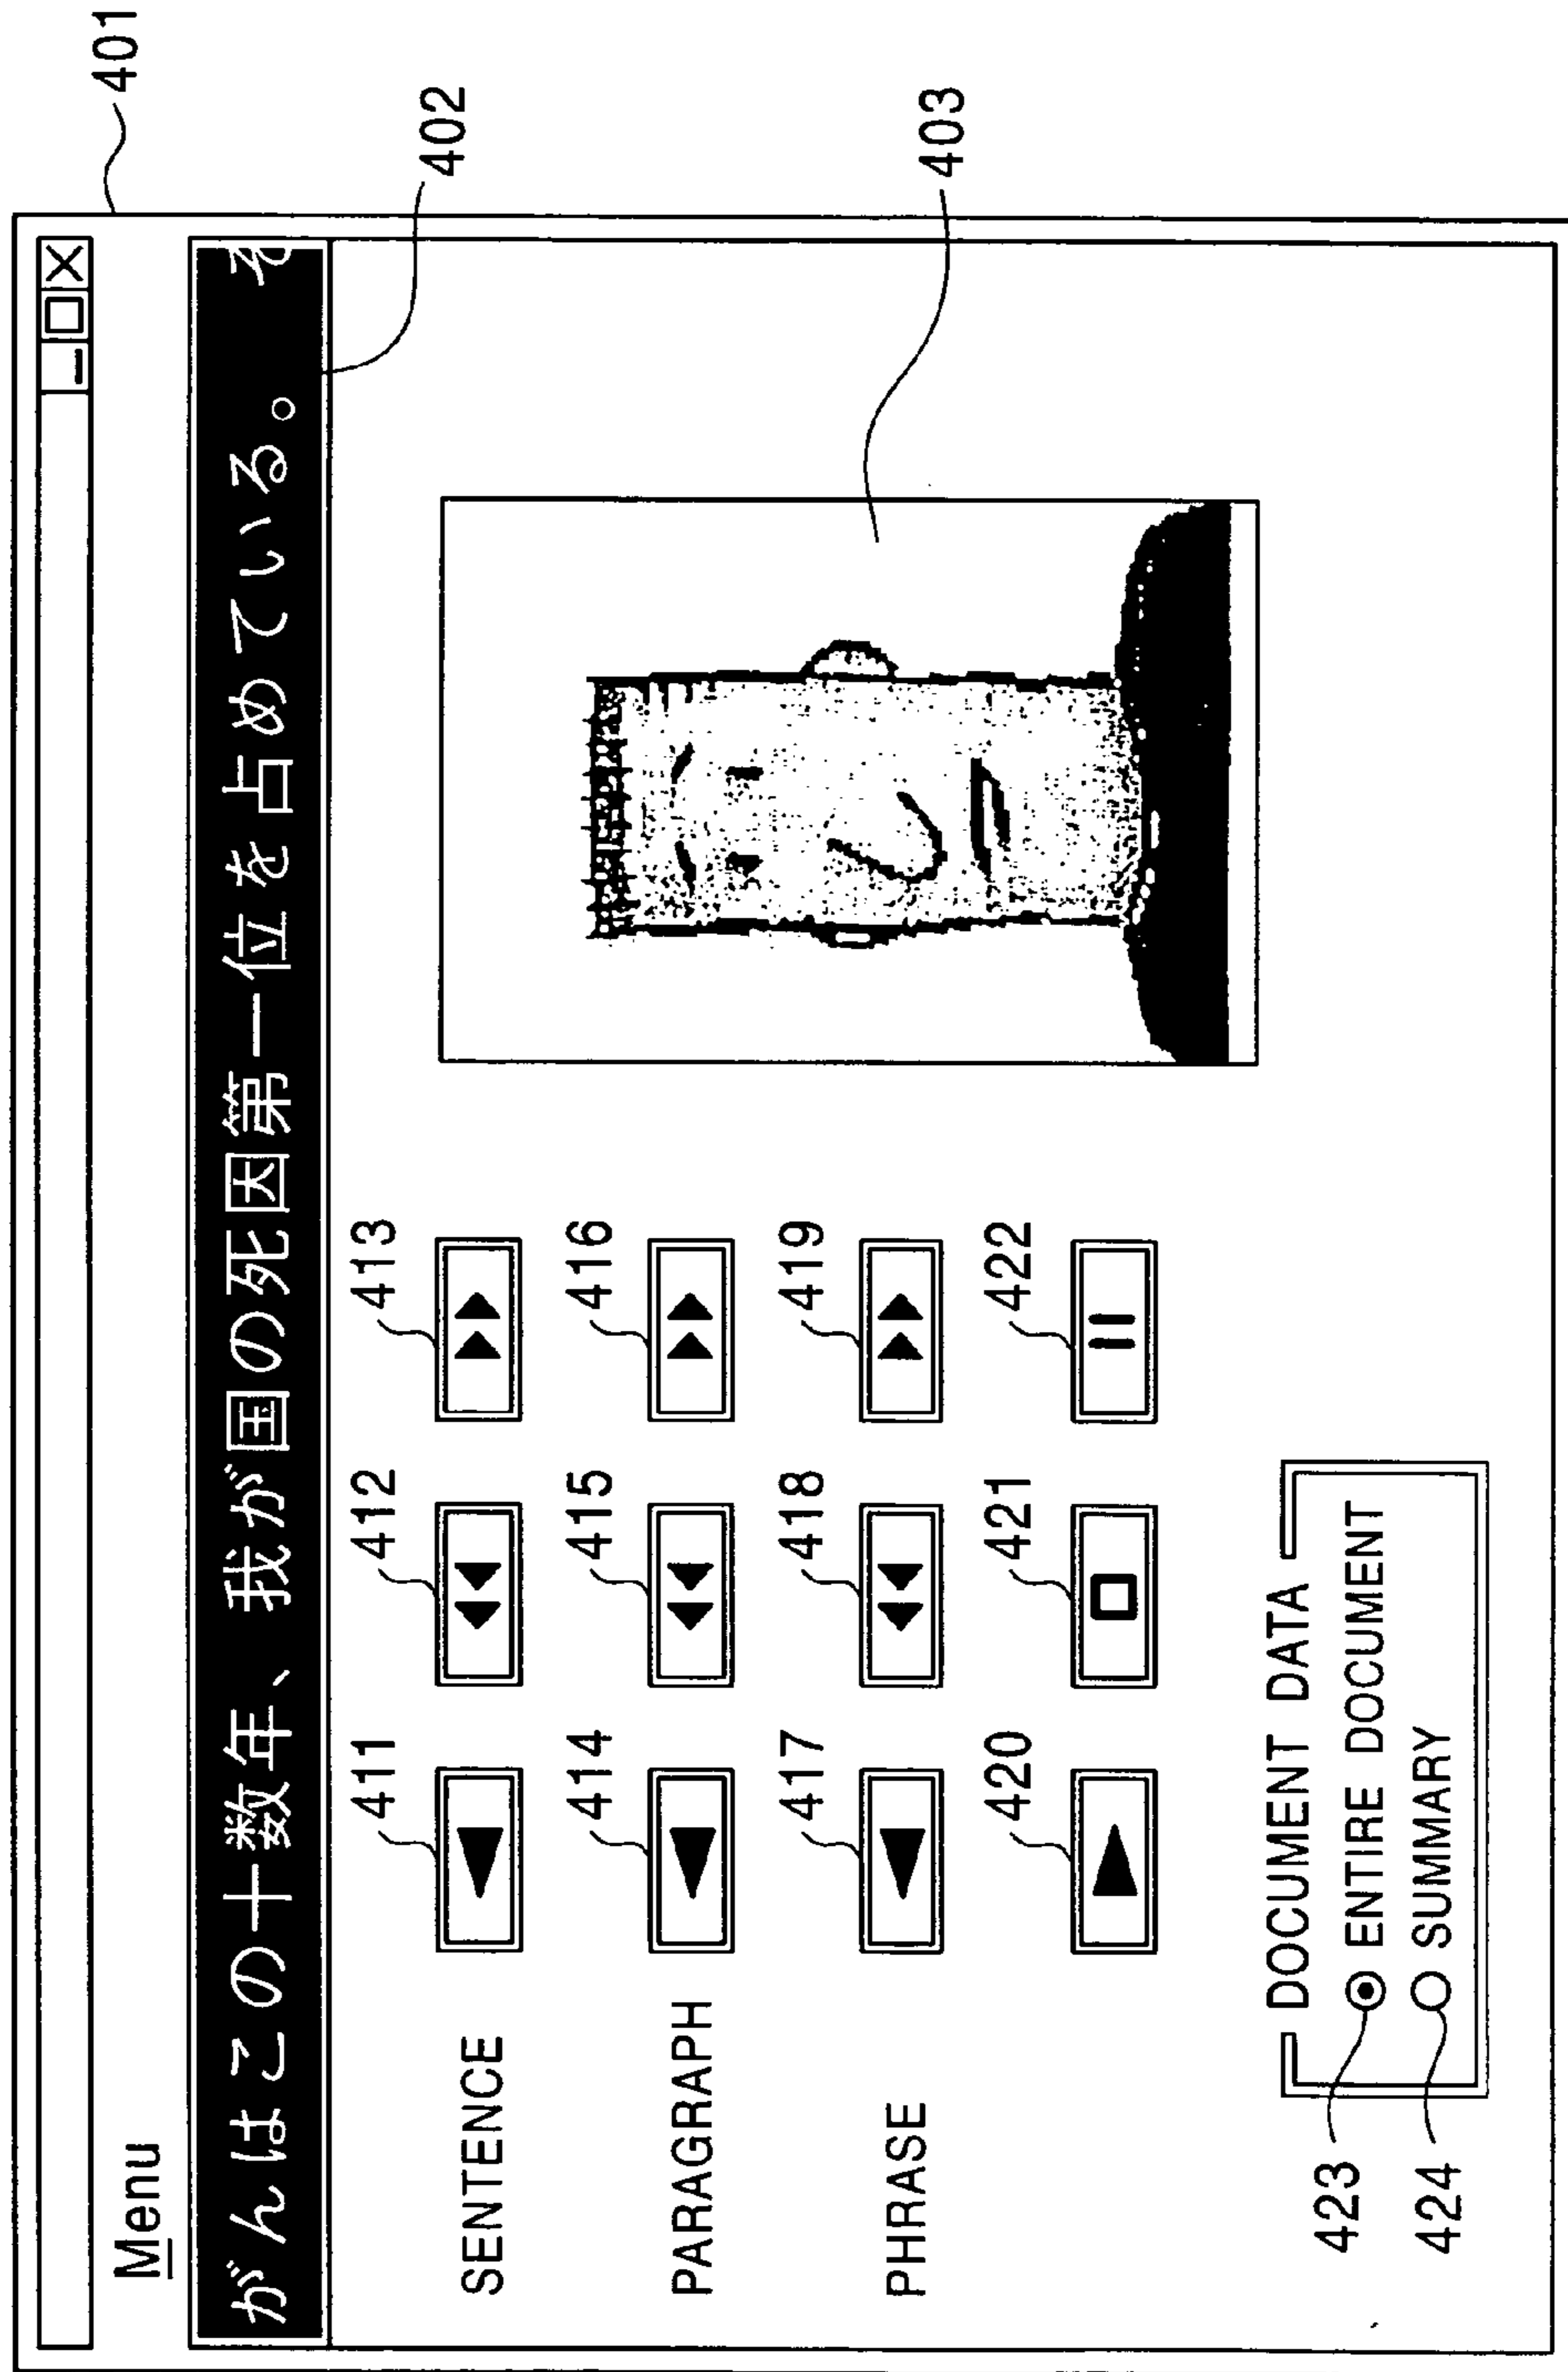 401
Menu
がんはこの十数年、我が国の死因第一位を占めている。
402
411 412 413
SENTENCE
403
414 415 416
PARAGRAPH
417 418 419
PHRASE
420 421 422
DOCUMENT DATA
423 ENTIRE DOCUMENT
424 SUMMARY